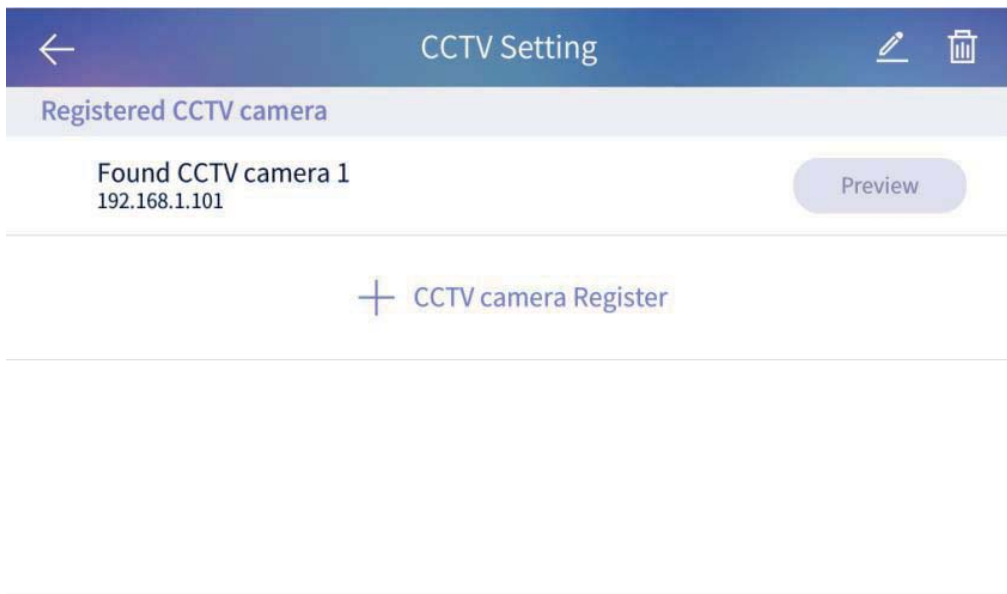 CCTV Setting
Registered CCTV camera
Found CCTV camera 1
192.168.1.101
Preview
CCTV camera Register